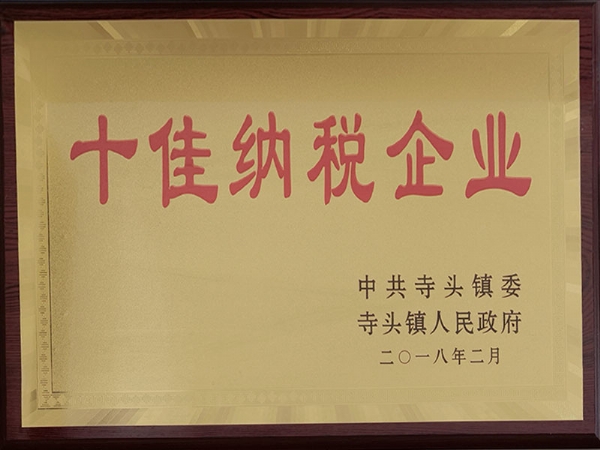 十佳纳税企业
中共寺头镇委
寺头镇人民政府
二〇一八年二月